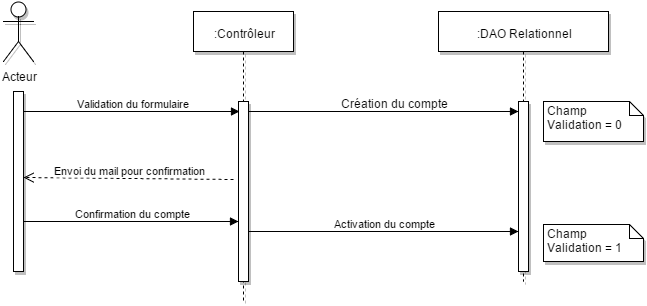 :Contrôleur
:DAO Relationnel
Acteur
Validation du formulaire
Création du compte
Champ
Validation = 0
Envoi du mail pour confirmation
Confirmation du compte
Activation du compte
Champ
Validation = 1